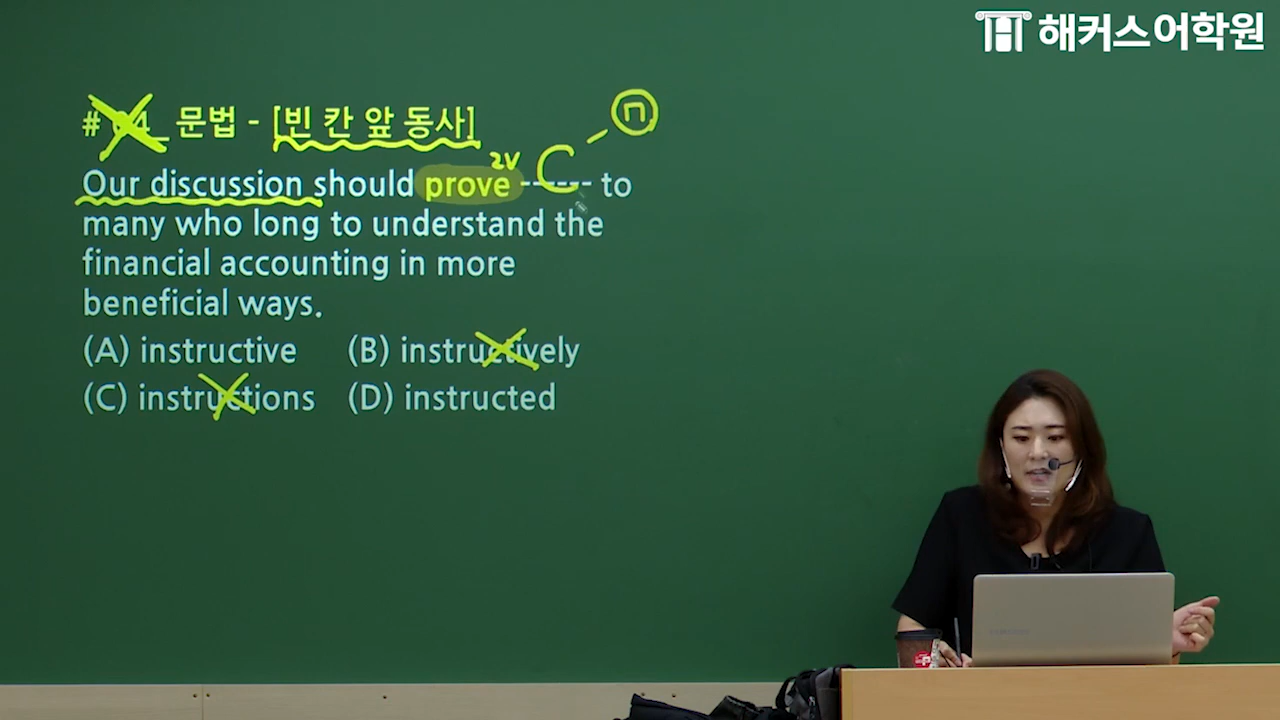 해커스어학원
# 문법 - [빈 칸 앞 동사]
n
2V C
Our discussion should prove ------ to
many who long to understand the
financial accounting in more
beneficial ways.
(A) instructive (B) instructively
(C) instructions (D) instructed